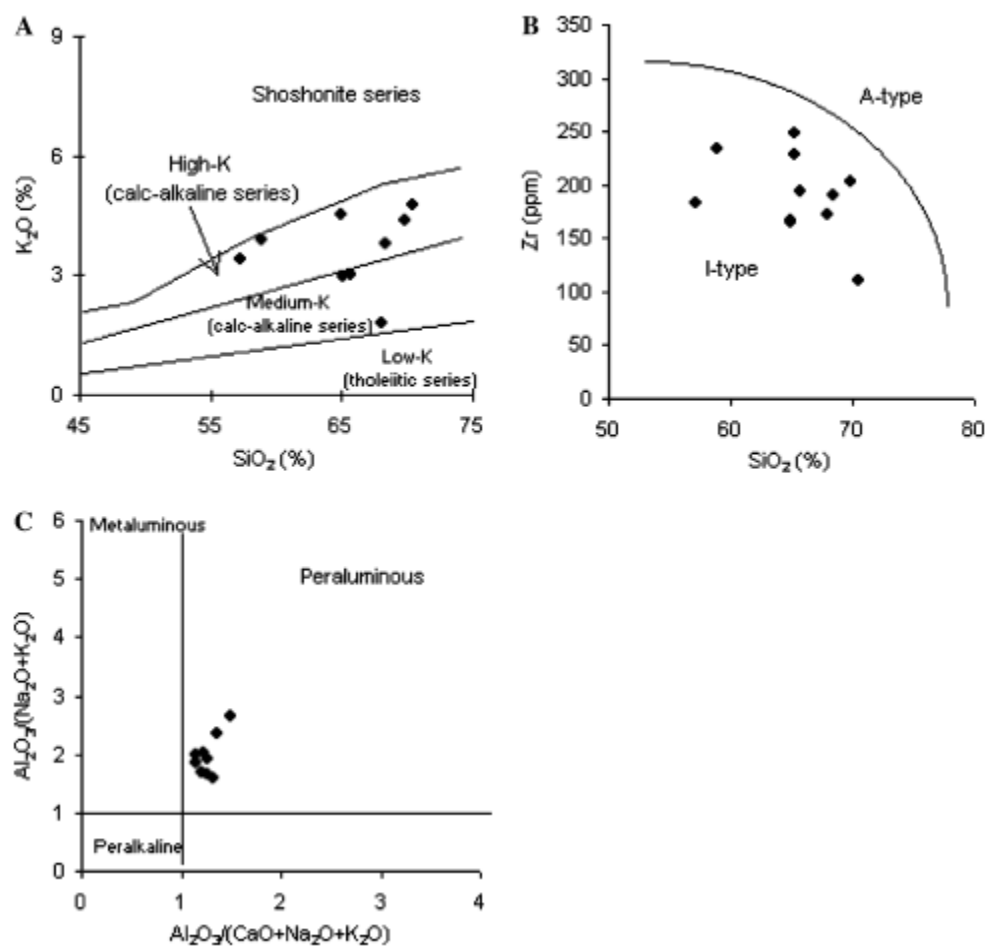 A
9
6
3
0
K₂O (%)
Shoshonite series
High-K
(calc-alkaline series)
Medium-K
(calc-alkaline series)
Low-K
(tholeiitic series)
45 55 65 75
SiO₂ (%)
B
350
300
250
200
150
100
50
0
Zr (ppm)
A-type
I-type
50 60 70 80
SiO₂ (%)
C
6
5
4
3
2
1
0
Al₂O₃/(Na₂O+K₂O)
Metaluminous
Peraluminous
Peralkaline
0 1 2 3 4
Al₂O₃/(CaO+Na₂O+K₂O)